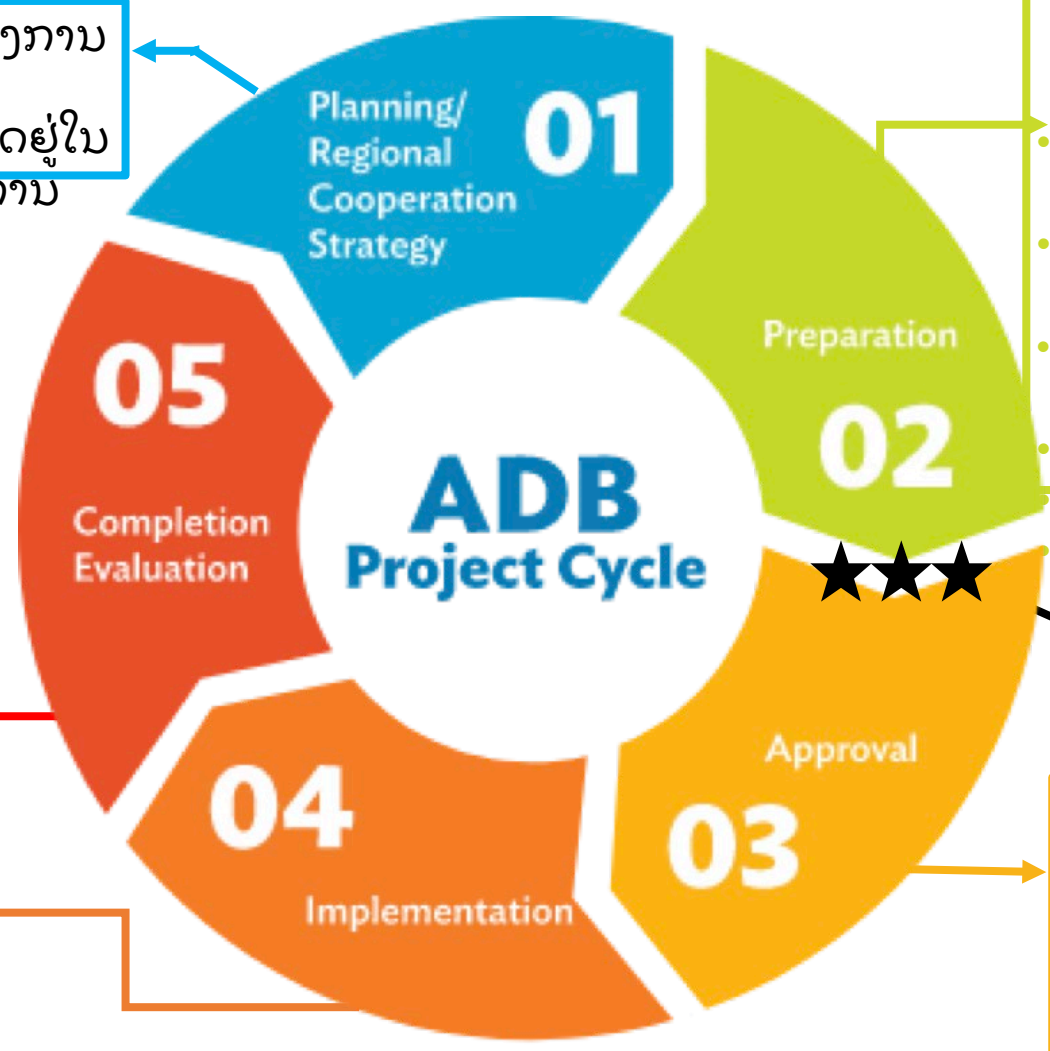 ງການ
ດຢູ່ໃນ
ການ
Planning/
Regional
Cooperation
Strategy
01
Preparation
02
Approval
03
04
Implementation
05
Completion
Evaluation
ADB
Project Cycle